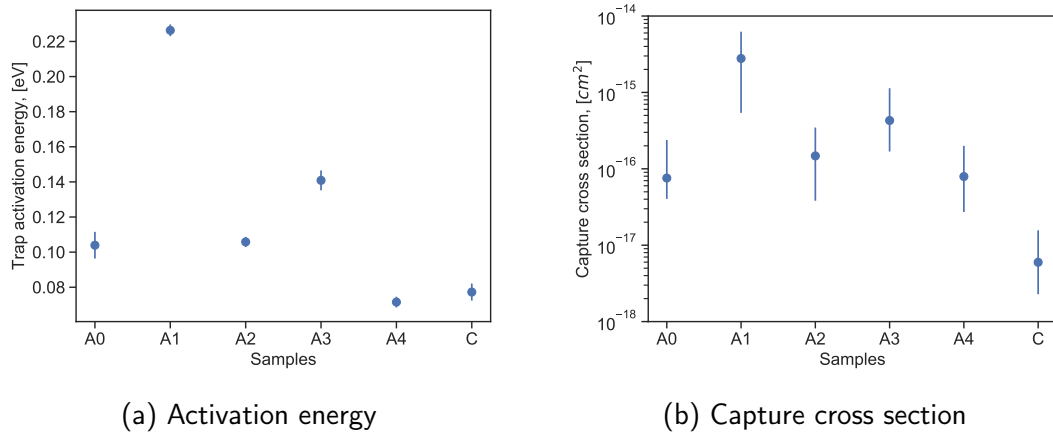 Trap activation energy, [eV]
0.22
0.20
0.18
0.16
0.14
0.12
0.10
0.08
A0 A1 A2 A3 A4 C
Samples
(a) Activation energy
Capture cross section, [cm²]
10⁻¹⁴
10⁻¹⁵
10⁻¹⁶
10⁻¹⁷
10⁻¹⁸
A0 A1 A2 A3 A4 C
Samples
(b) Capture cross section